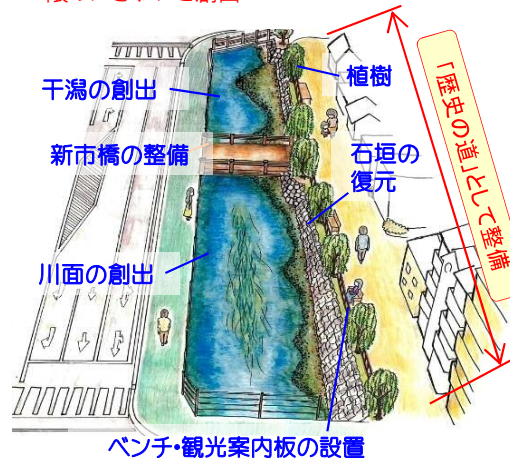 干潟の創出
植樹
新市橋の整備
石垣の
復元
川面の創出
「歴史の道」として整備
ベンチ・観光案内板の設置